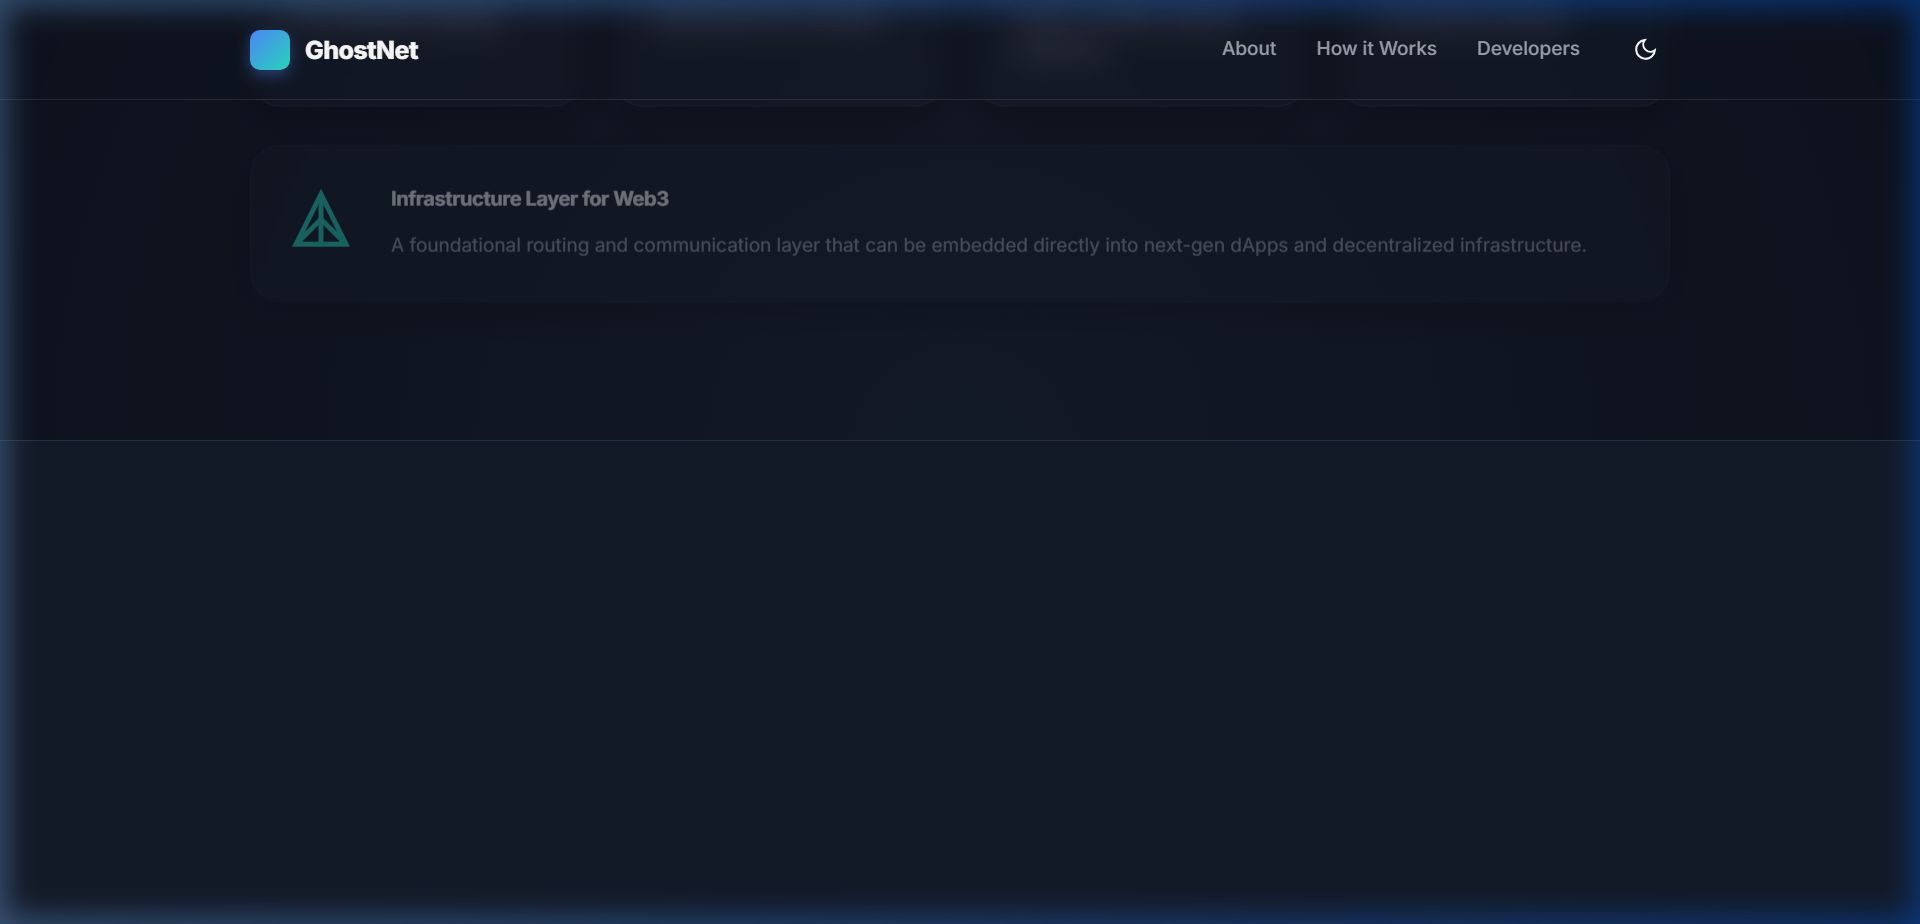 GhostNet
About
How it Works
Developers
Infrastructure Layer for Web3
A foundational routing and communication layer that can be embedded directly into next-gen dApps and decentralized infrastructure.